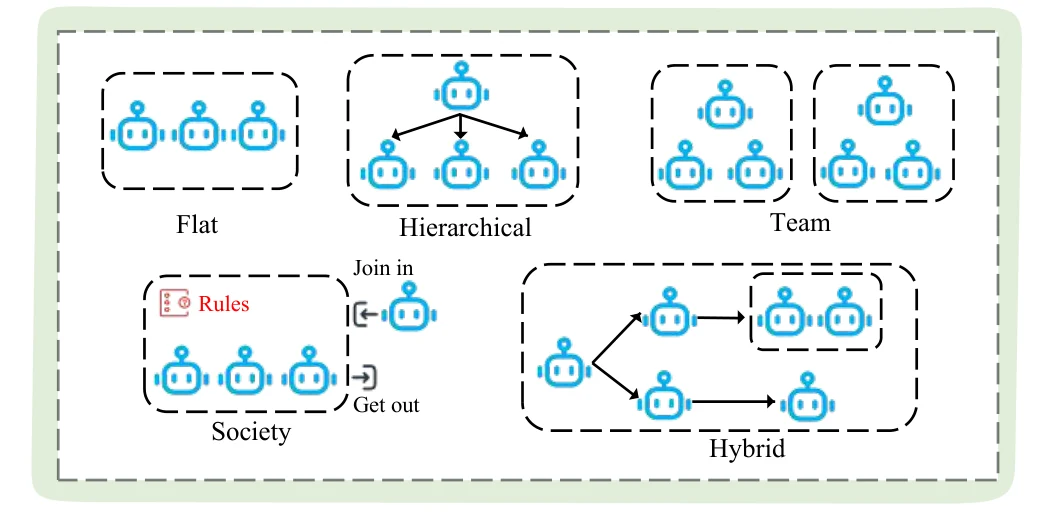 Flat
Hierarchical
Team
Join in
Rules
Get out
Society
Hybrid